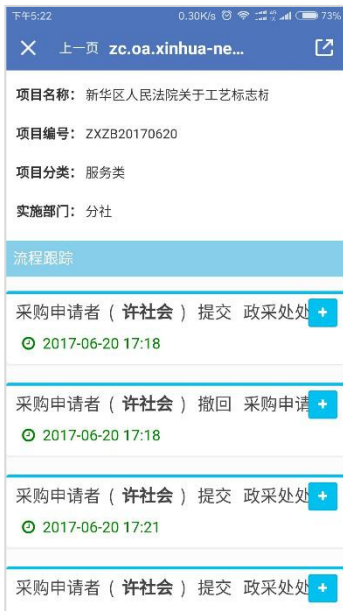 下午5:22 0.30K/s 73%
上一页 zc.oa.xinhua-ne...
项目名称: 新华区人民法院关于工艺标志标
项目编号: ZXZB20170620
项目分类: 服务类
实施部门: 分社
流程跟踪
采购申请者 ( 许社会 ) 提交 政采处处 +
2017-06-20 17:18
采购申请者 ( 许社会 ) 撤回 采购申请 +
2017-06-20 17:18
采购申请者 ( 许社会 ) 提交 政采处处 +
2017-06-20 17:21
采购申请者 ( 许社会 ) 提交 政采处处 +